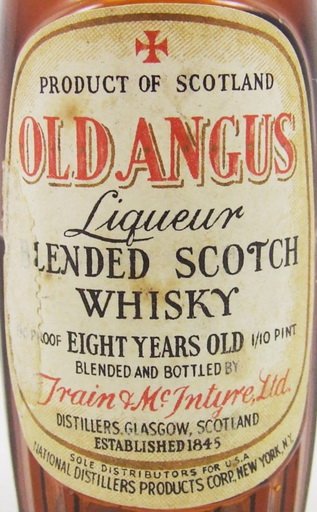 PRODUCT OF SCOTLAND
OLD ANGUS
Liqueur
BLENDED SCOTCH
WHISKY
PROOF EIGHT YEARS OLD 1/10 PINT
BLENDED AND BOTTLED BY
Train & McIntyre, Ltd.
DISTILLERS, GLASGOW, SCOTLAND
ESTABLISHED 1845
SOLE DISTRIBUTORS FOR U.S.A
NATIONAL DISTILLERS PRODUCTS CORP., NEW YORK, N.Y.